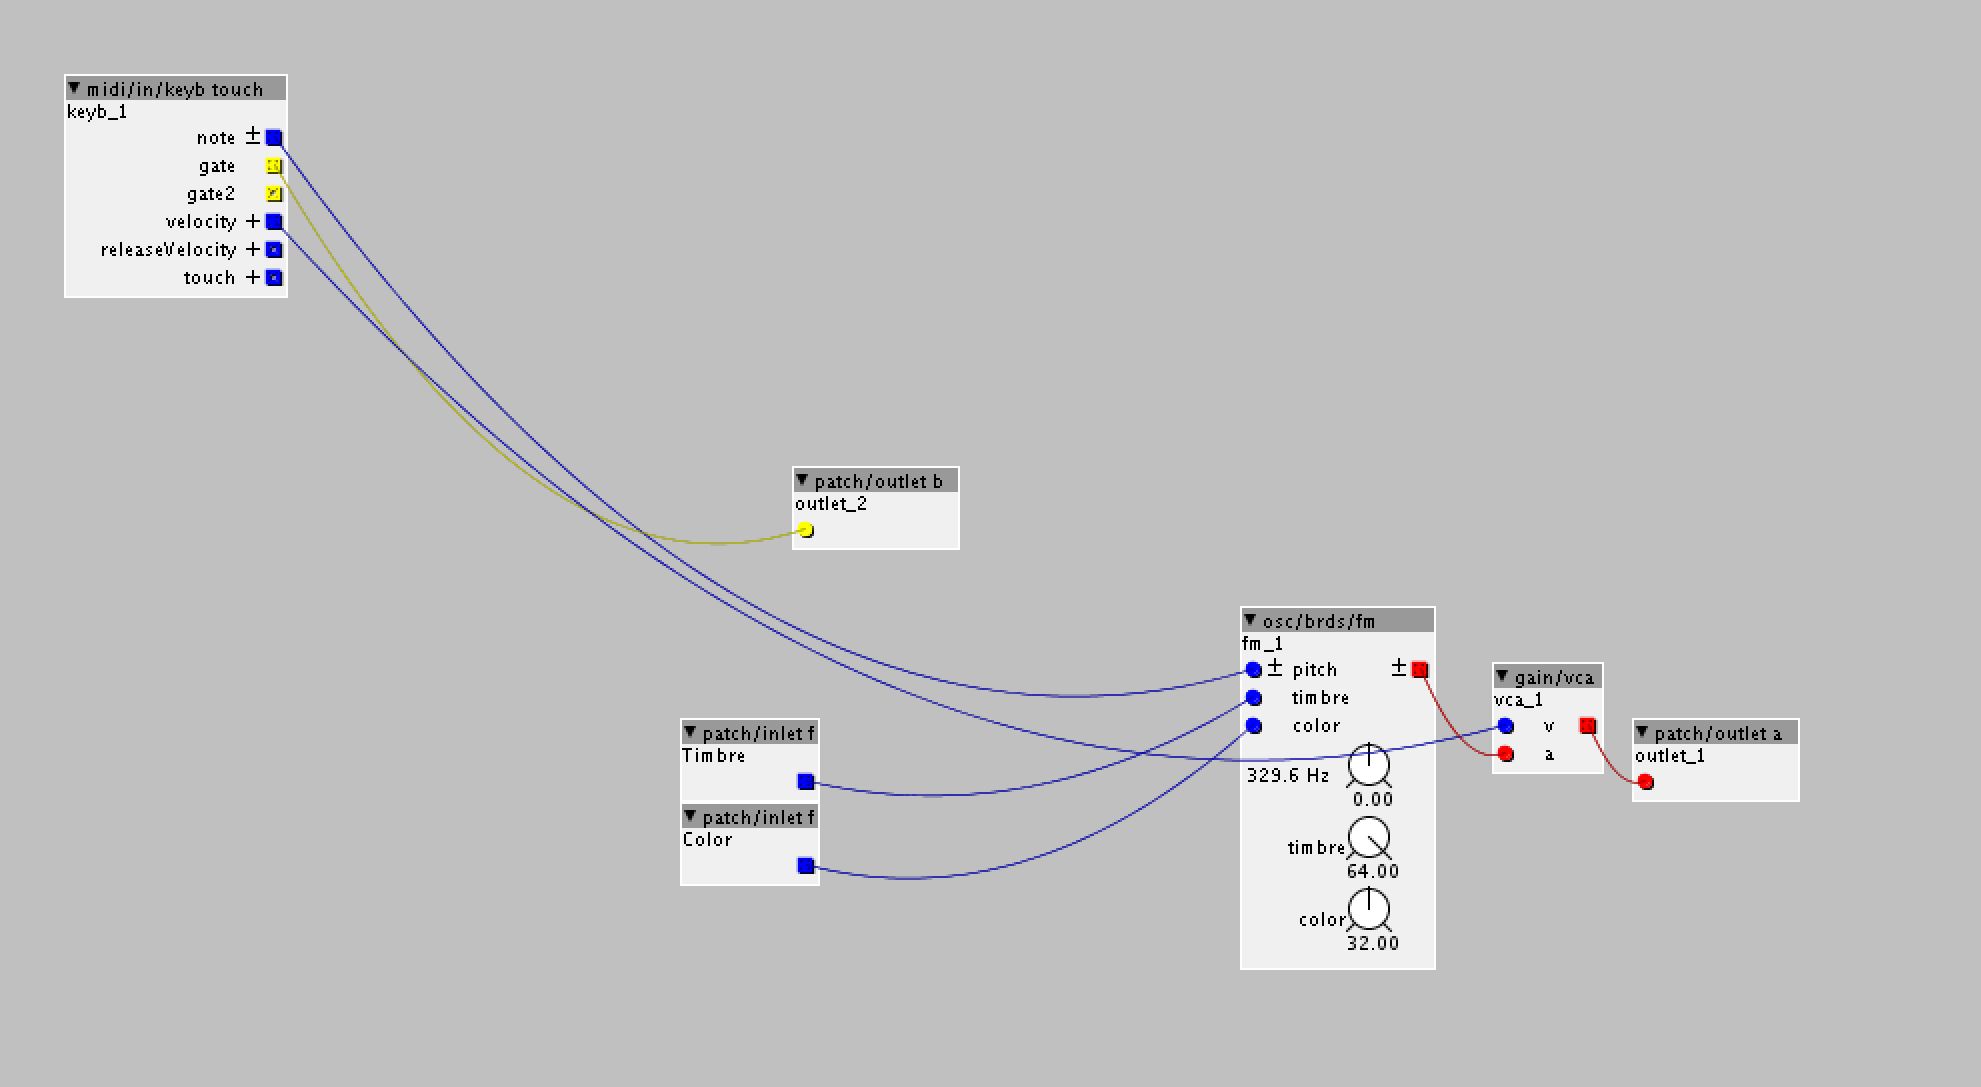 midi/in/keyb touch
keyb_1
note ±
gate
gate2
velocity +
releaseVelocity +
touch +
patch/outlet b
outlet_2
patch/inlet f
Timbre
patch/inlet f
Color
osc/brds/fm
fm_1
± pitch ±
timbre
color
329.6 Hz
0.00
timbre
64.00
color
32.00
gain/vca
vca_1
v
a
patch/outlet a
outlet_1